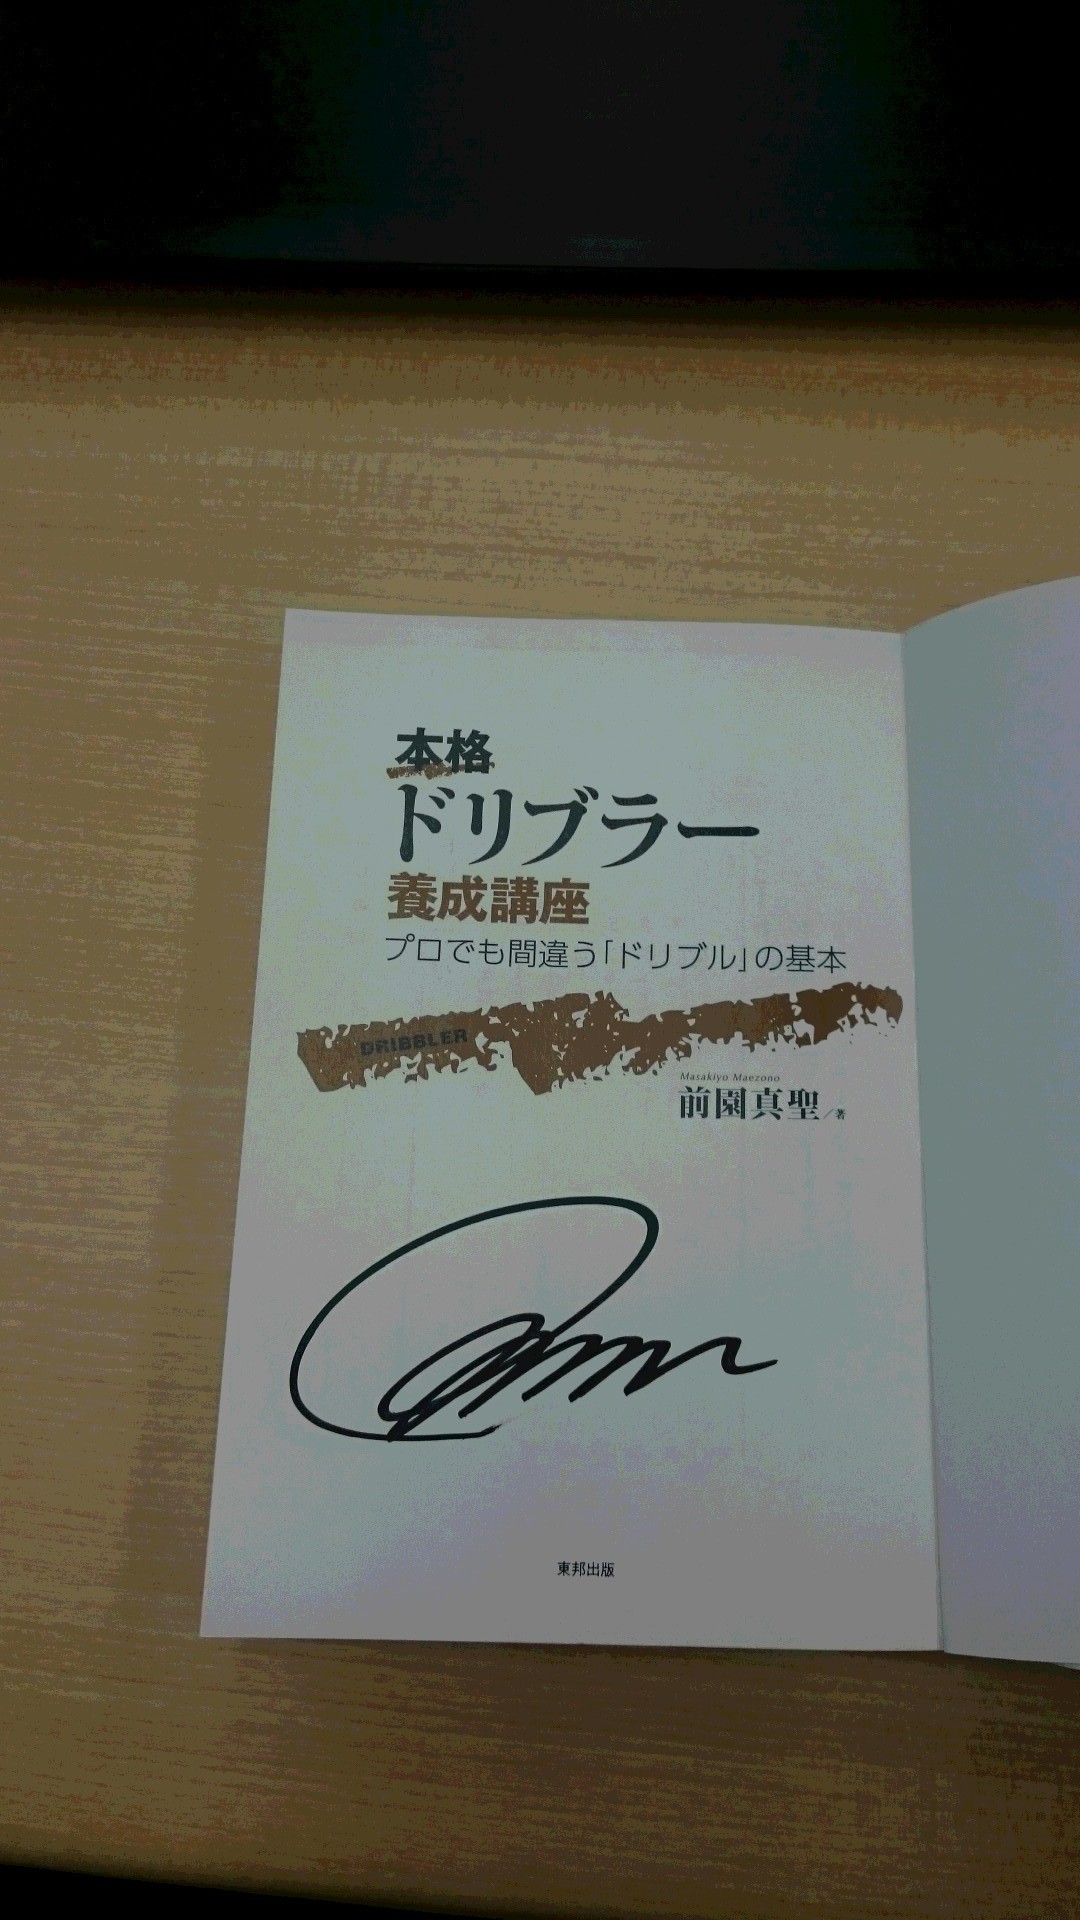 本格
ドリブラー
養成講座
プロでも間違う「ドリブル」の基本
DRIBBLER
Masakiyo Maezono
前園真聖／著
東邦出版